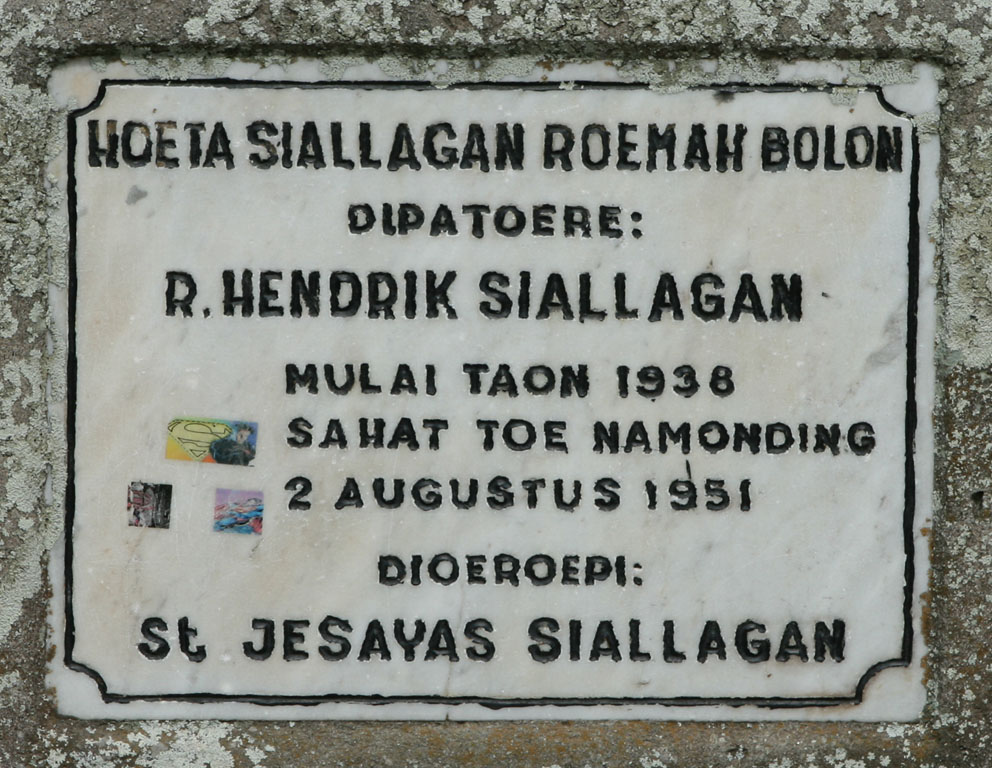 HOETA SIALLAGAN ROEMAH BOLON
DIPATOERE:
R. HENDRIK SIALLAGAN
MULAI TAON 1938
SAHAT TOE NAMONDING
2 AUGUSTUS 1951
DIOEROEPI:
St JESAYAS SIALLAGAN